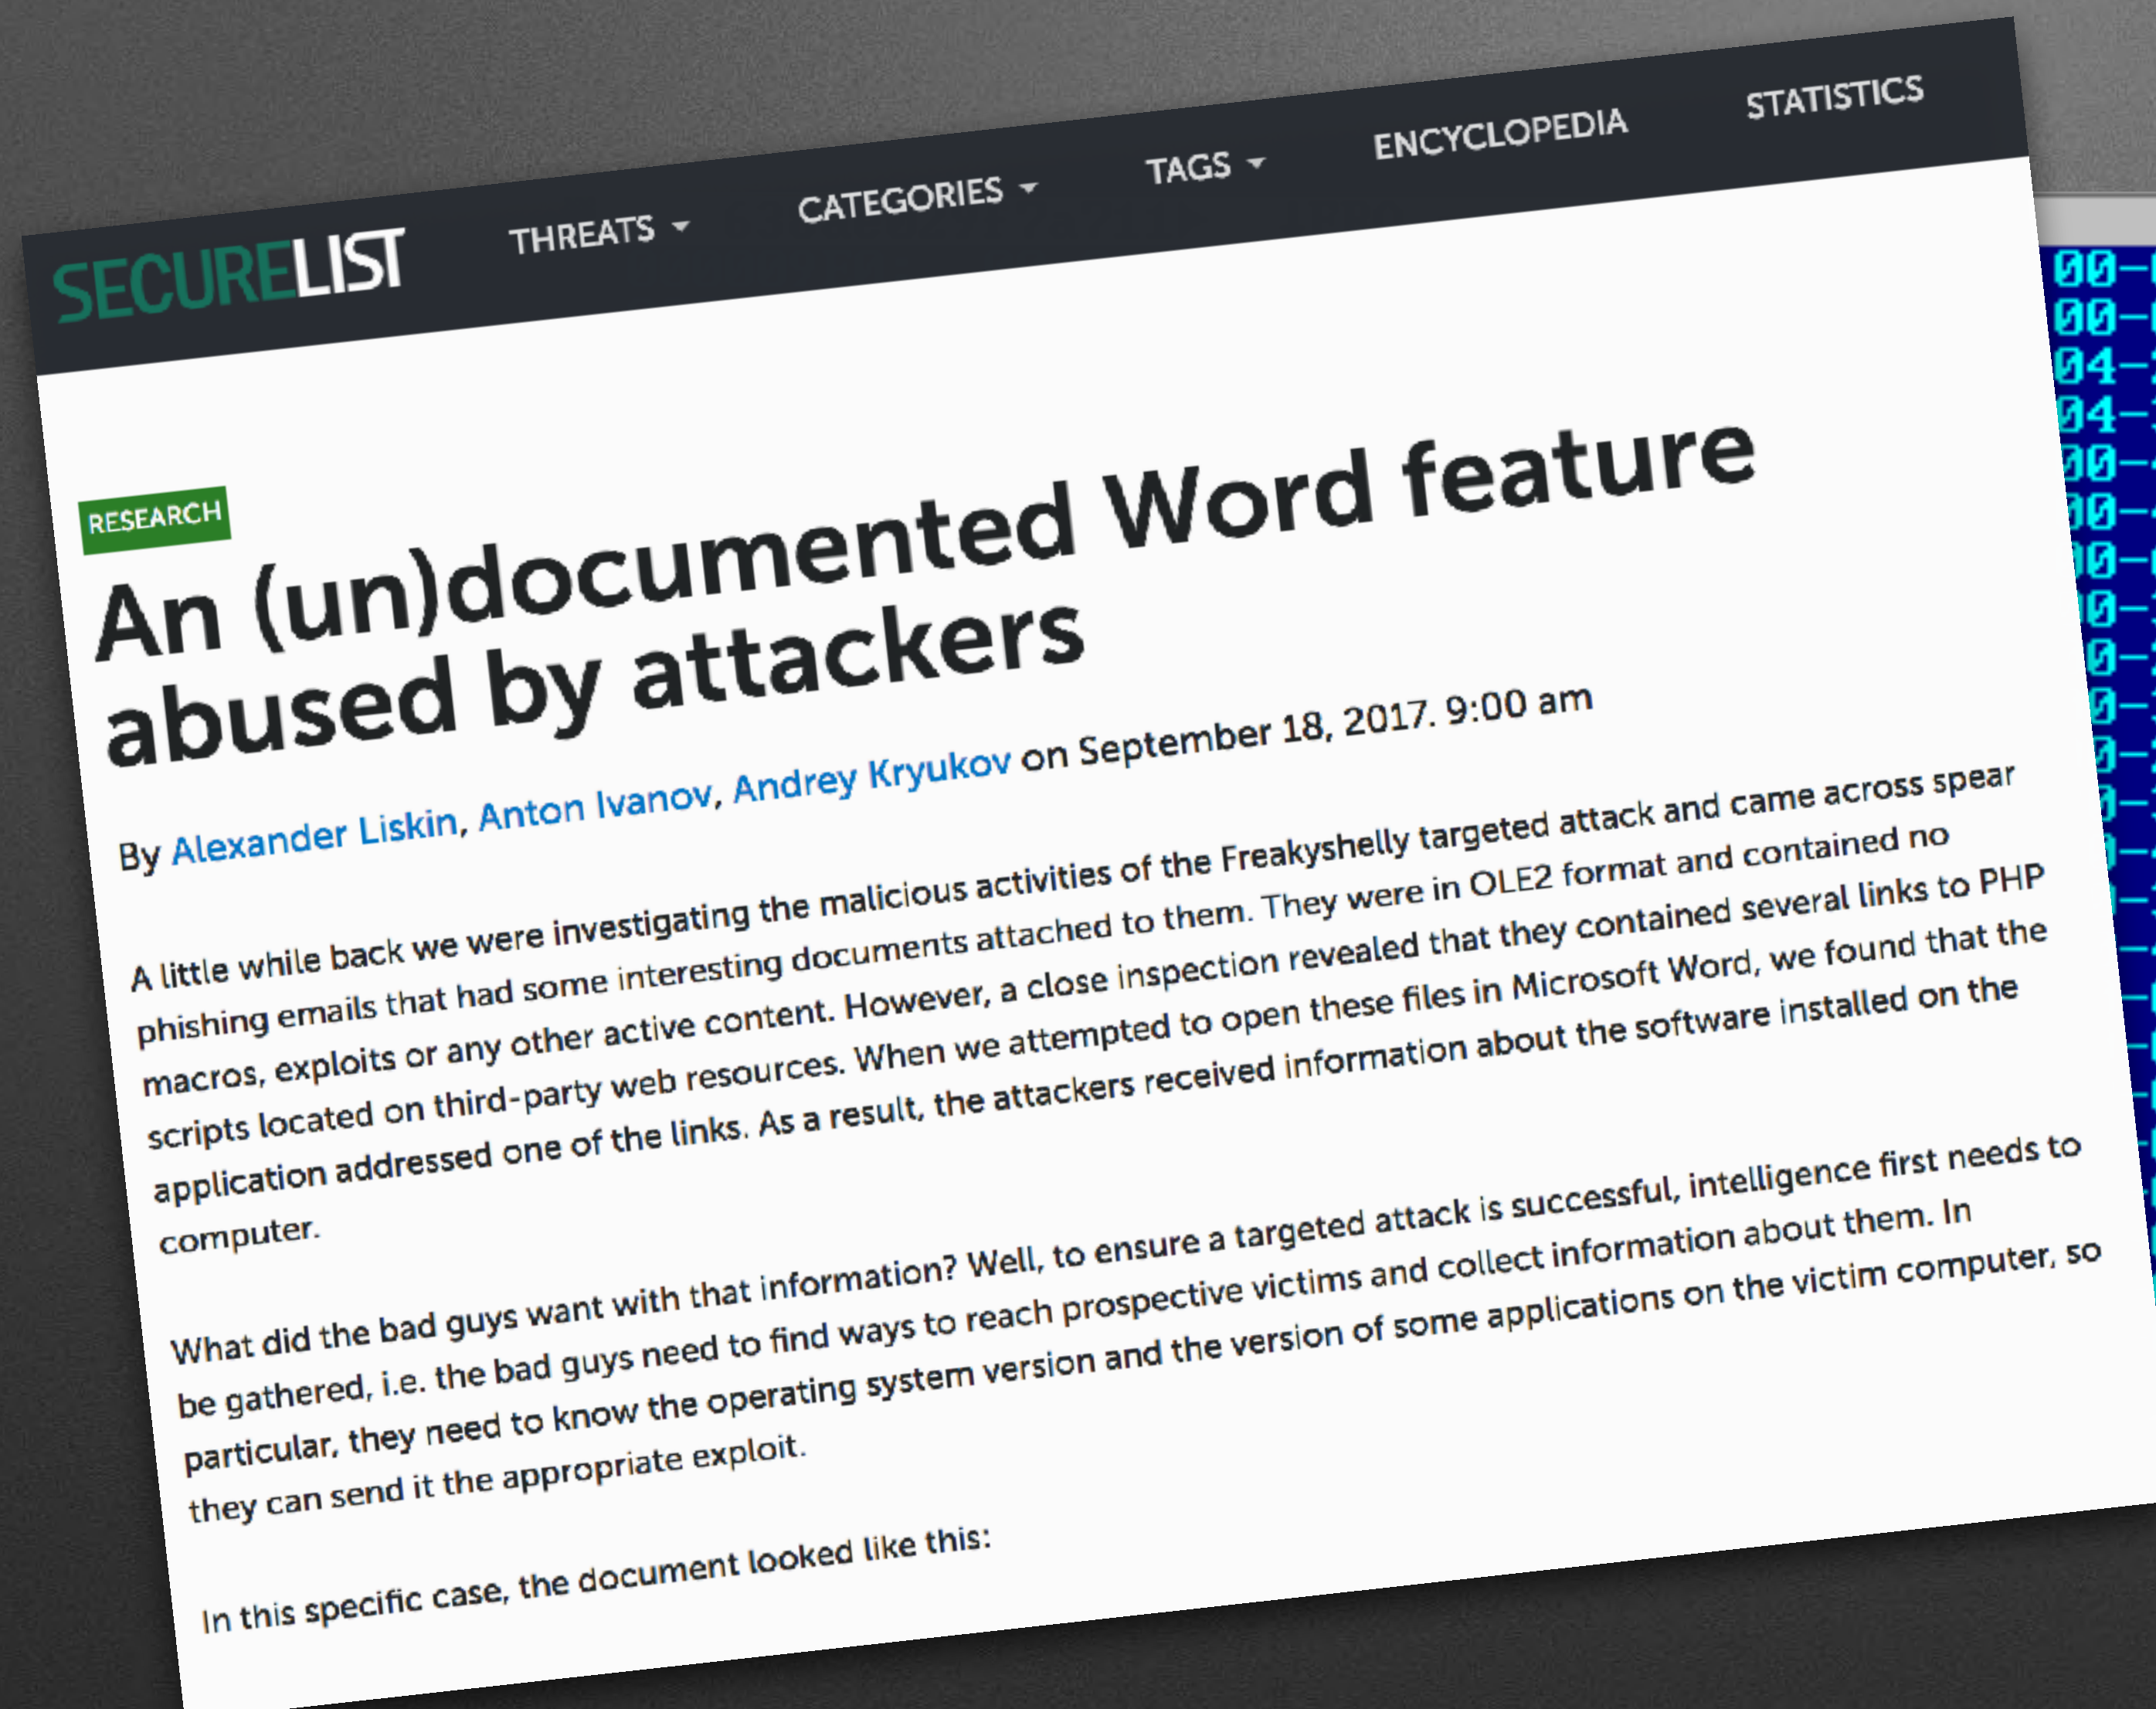 SECURELIST THREATS CATEGORIES TAGS ENCYCLOPEDIA STATISTICS
RESEARCH
An (un)documented Word feature
abused by attackers
By Alexander Liskin, Anton Ivanov, Andrey Kryukov on September 18, 2017. 9:00 am
A little while back we were investigating the malicious activities of the Freakyshelly targeted attack and came across spear
phishing emails that had some interesting documents attached to them. They were in OLE2 format and contained no
macros, exploits or any other active content. However, a close inspection revealed that they contained several links to PHP
scripts located on third-party web resources. When we attempted to open these files in Microsoft Word, we found that the
application addressed one of the links. As a result, the attackers received information about the software installed on the
computer.
What did the bad guys want with that information? Well, to ensure a targeted attack is successful, intelligence first needs to
be gathered, i.e. the bad guys need to find ways to reach prospective victims and collect information about them. In
particular, they need to know the operating system version and the version of some applications on the victim computer, so
they can send it the appropriate exploit.
In this specific case, the document looked like this:
00-
00-
04-
04-